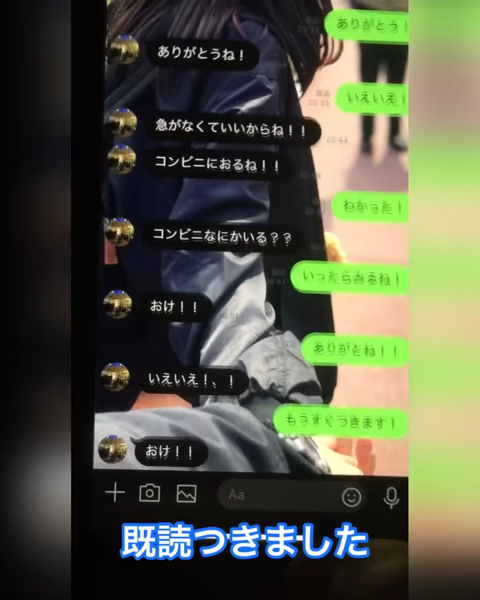 ありがとう！
ありがとうね！
いえいえ！
急がなくていいからね！！
コンビニにおるね！！
わかった！
コンビニなにかいる？？
いったらみるね！
おけ！！
ありがとね！！
いえいえ！、！
もうすぐつきます！
おけ！！
Aa
既読つきました